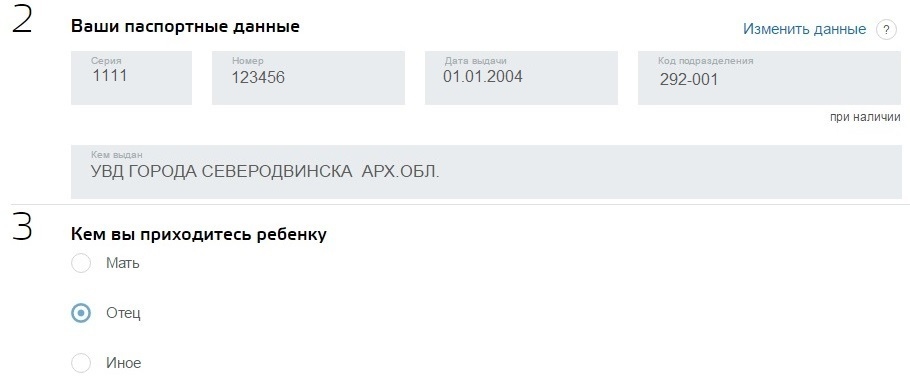 2 Ваши паспортные данные Изменить данные ?
Серия Номер Дата выдачи Код подразделения
1111 123456 01.01.2004 292-001
при наличии
Кем выдан
УВД ГОРОДА СЕВЕРОДВИНСКА АРХ.ОБЛ.
3 Кем вы приходитесь ребенку
Мать
Отец
Иное